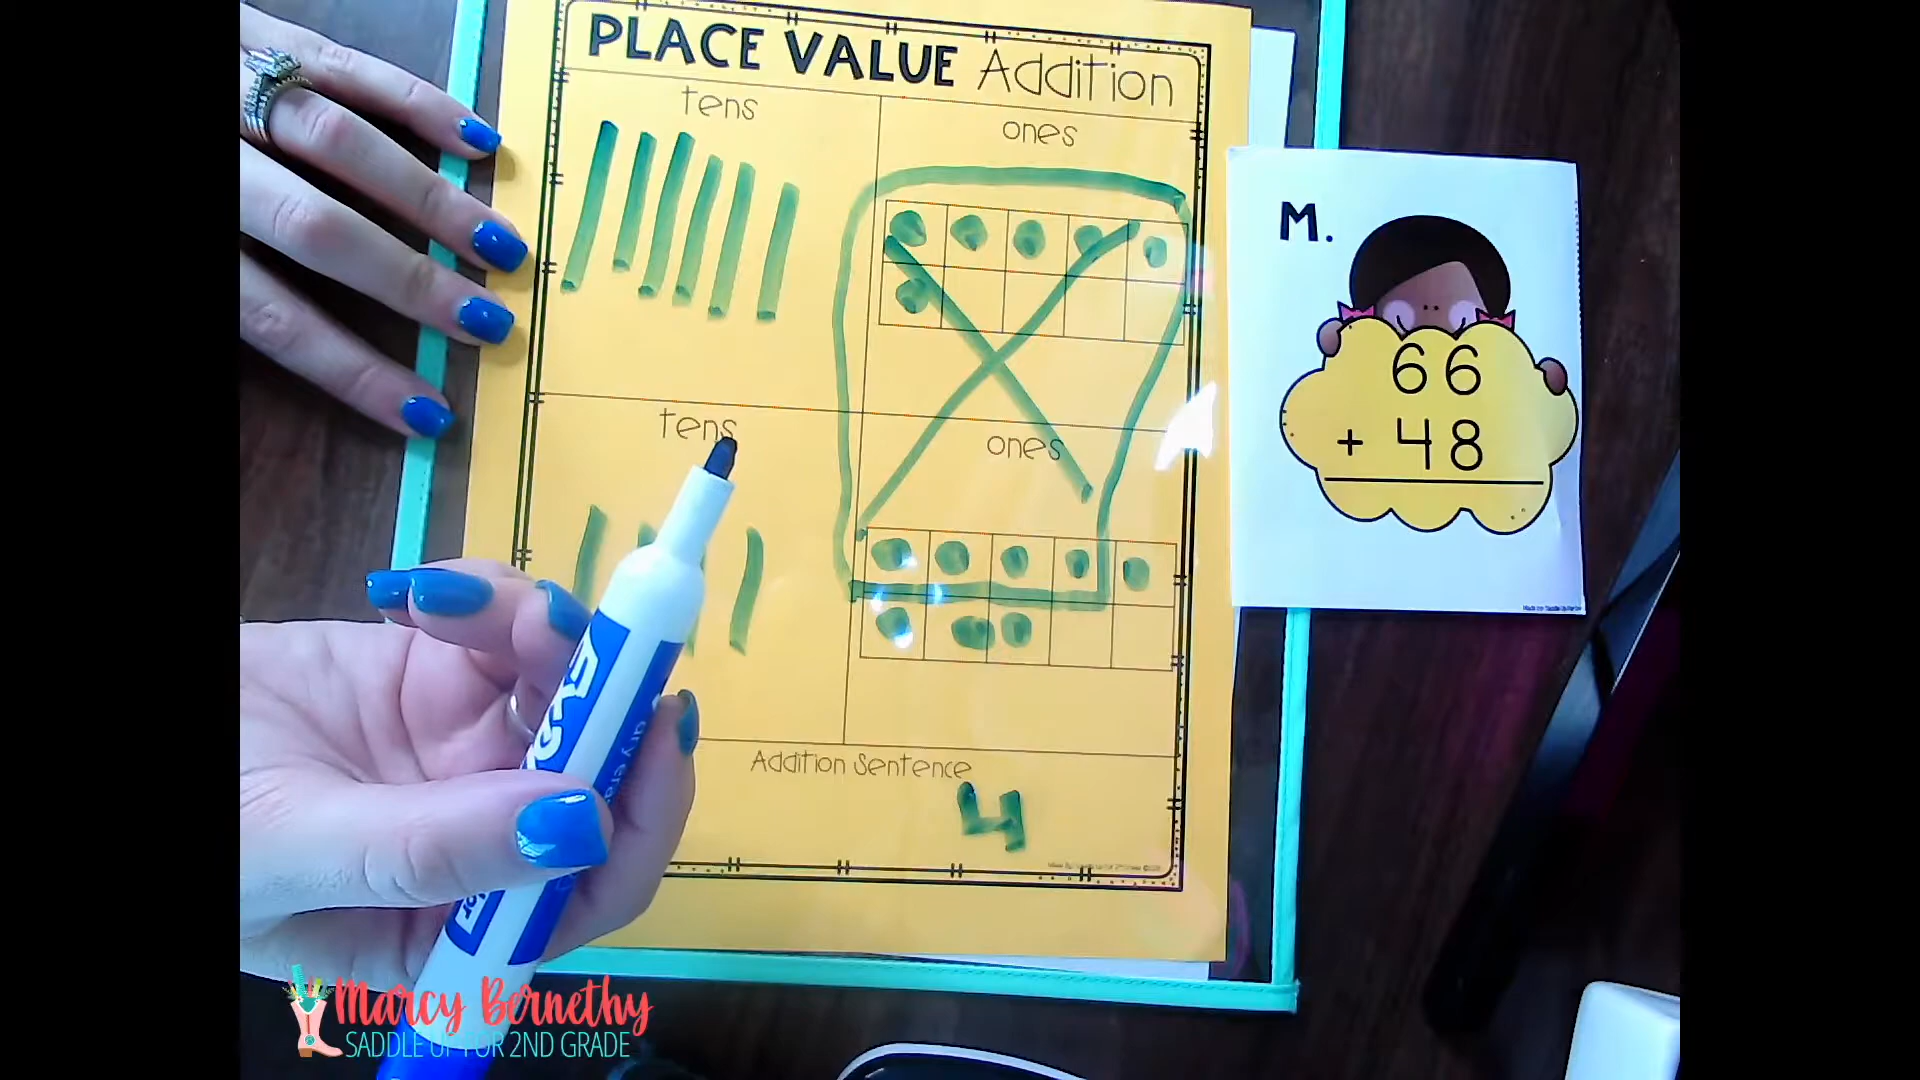 PLACE VALUE Addition
tens
ones
tens
ones
Addition Sentence
4
M.
66
+ 48
EXPO
Marcy Bernethy
SADDLE UP FOR 2ND GRADE